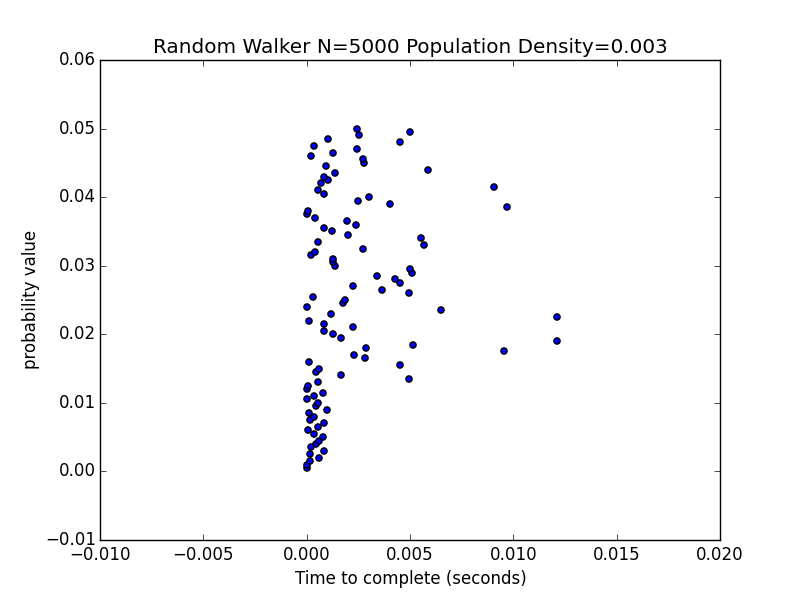 Random Walker N=5000 Population Density=0.003
0.06
0.05
0.04
0.03
0.02
0.01
0.00
−0.01
probability value
−0.010 −0.005 0.000 0.005 0.010 0.015 0.020
Time to complete (seconds)